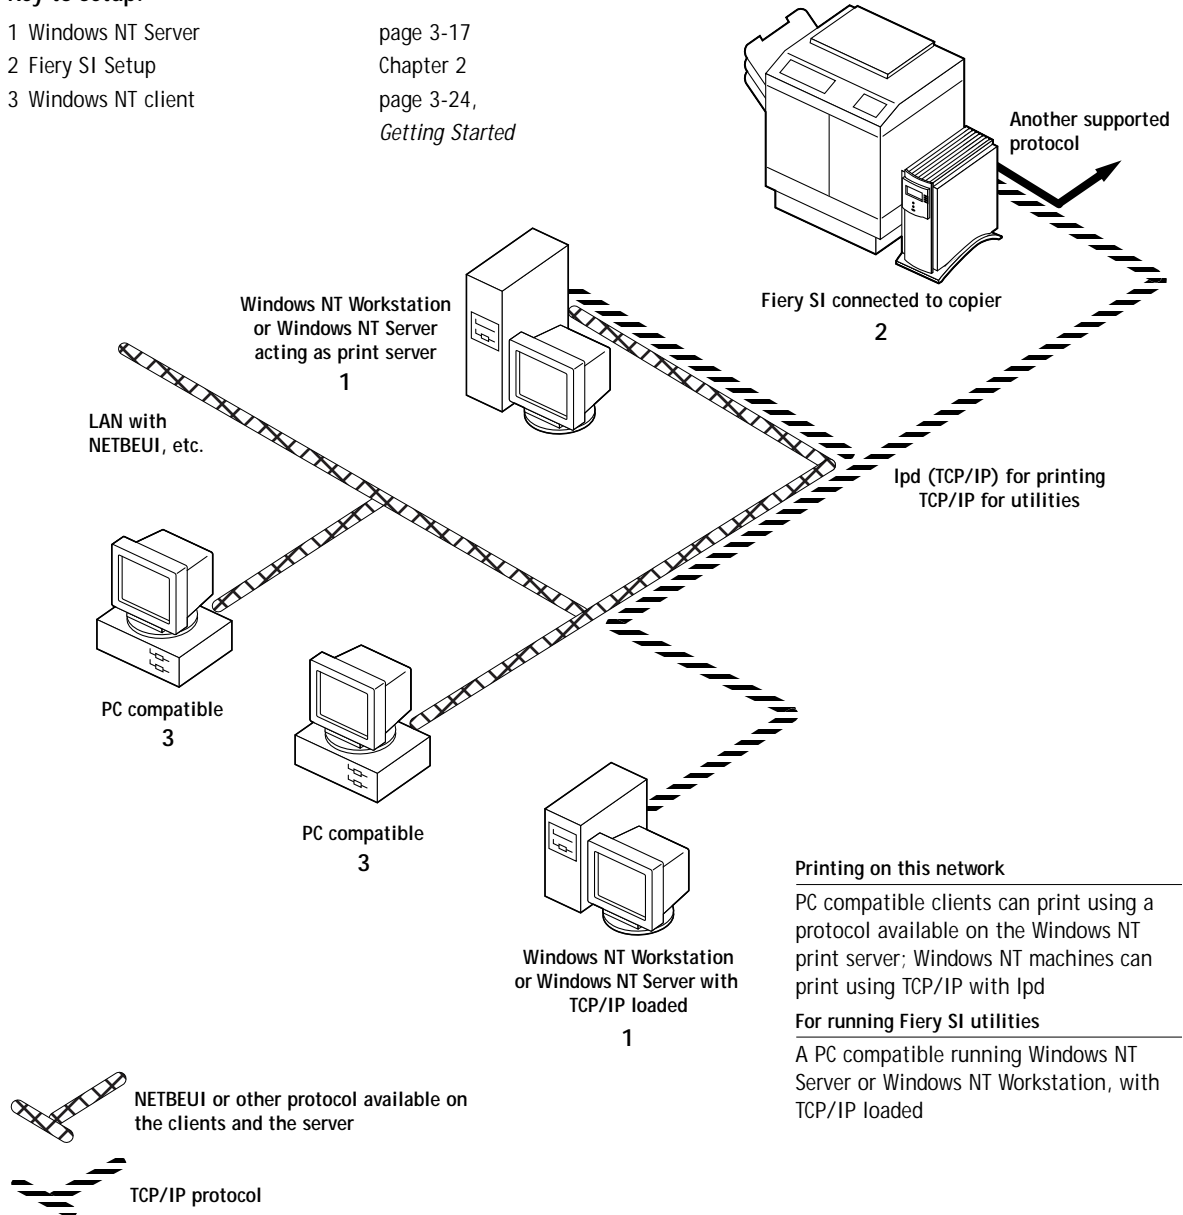 Key to setup:
1 Windows NT Server page 3-17
2 Fiery SI Setup Chapter 2
3 Windows NT client page 3-24,
Getting Started
Another supported
protocol
Fiery SI connected to copier
2
Windows NT Workstation
or Windows NT Server
acting as print server
1
LAN with
NETBEUI, etc.
lpd (TCP/IP) for printing
TCP/IP for utilities
PC compatible
3
PC compatible
3
Windows NT Workstation
or Windows NT Server with
TCP/IP loaded
1
Printing on this network
PC compatible clients can print using a
protocol available on the Windows NT
print server; Windows NT machines can
print using TCP/IP with lpd
For running Fiery SI utilities
A PC compatible running Windows NT
Server or Windows NT Workstation, with
TCP/IP loaded
NETBEUI or other protocol available on
the clients and the server
TCP/IP protocol